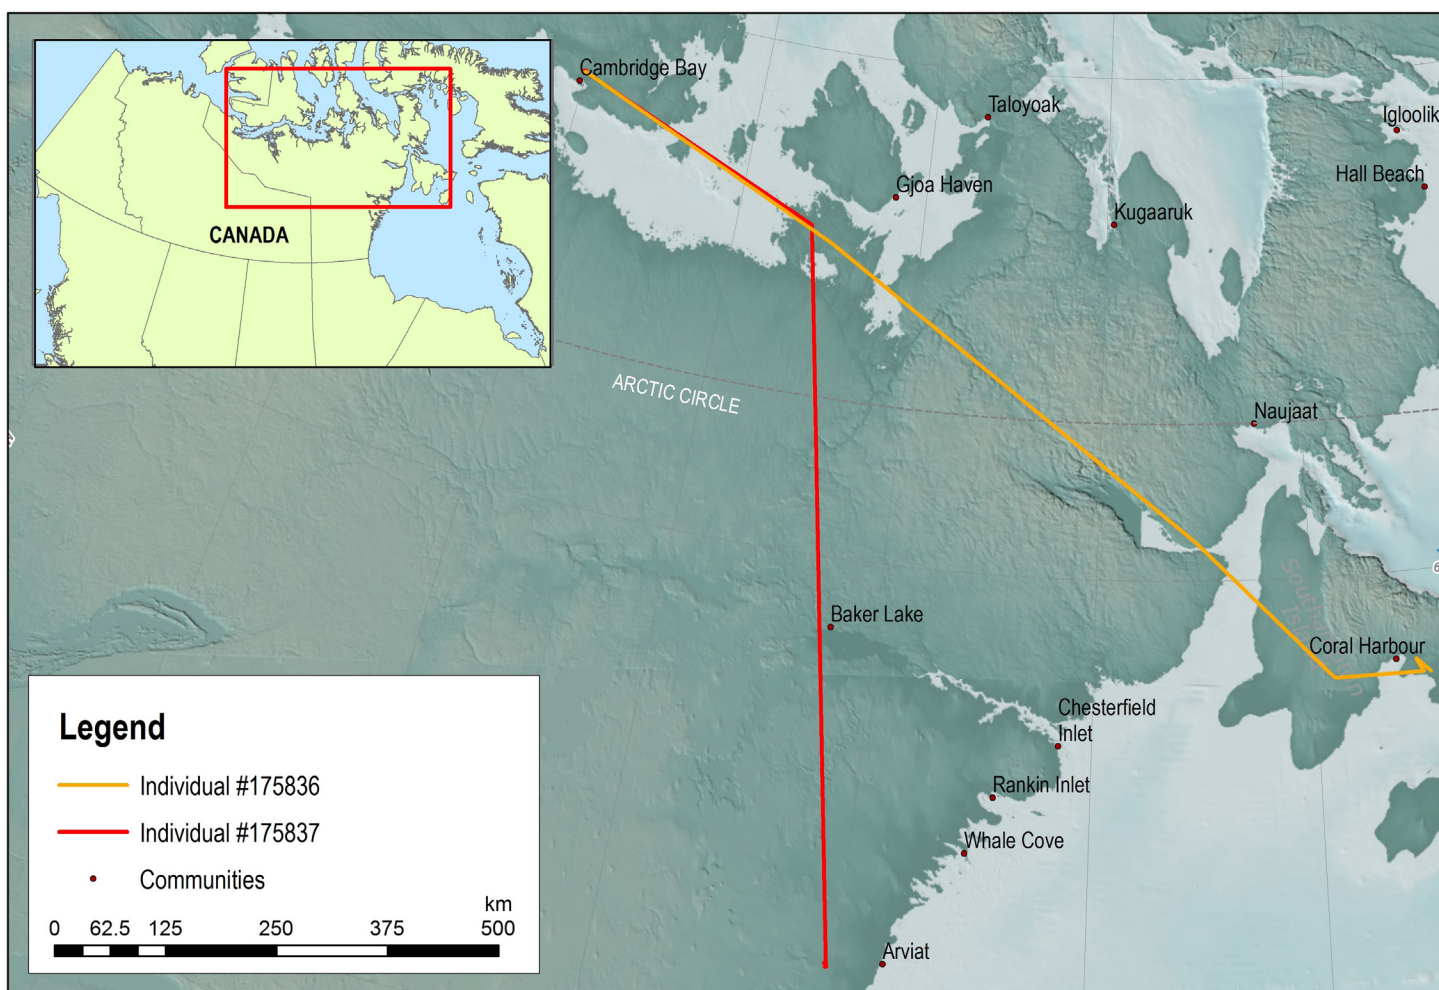 CANADA
Cambridge Bay
Taloyoak
Igloolik
Hall Beach
Gjoa Haven
Kugaaruk
ARCTIC CIRCLE
Naujaat
Baker Lake
Coral Harbour
Chesterfield
Inlet
Rankin Inlet
Whale Cove
Arviat
Legend
Individual #175836
Individual #175837
Communities
km
0 62.5 125 250 375 500